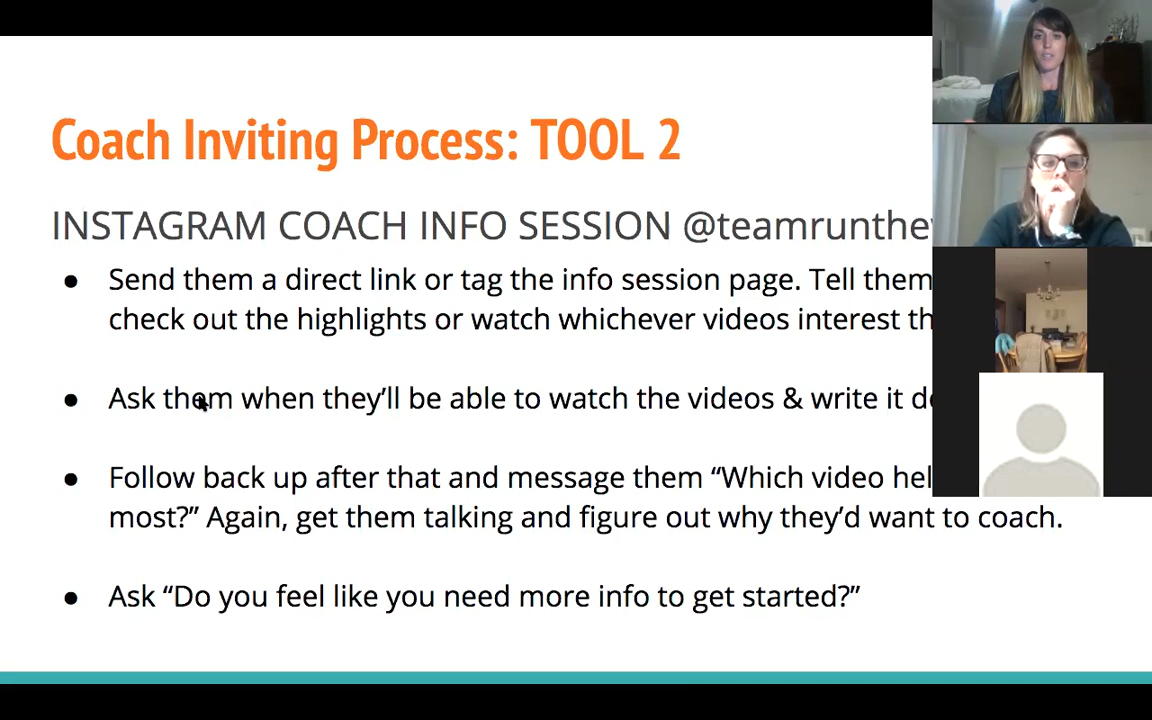 Coach Inviting Process: TOOL 2
INSTAGRAM COACH INFO SESSION
● Send them a direct link or tag the info session page. Tell them
check out the highlights or watch whichever videos interest
● Ask them when they’ll be able to watch the videos & write it
● Follow back up after that and message them “Which video
most?” Again, get them talking and figure out why they’d want to coach.
● Ask “Do you feel like you need more info to get started?”